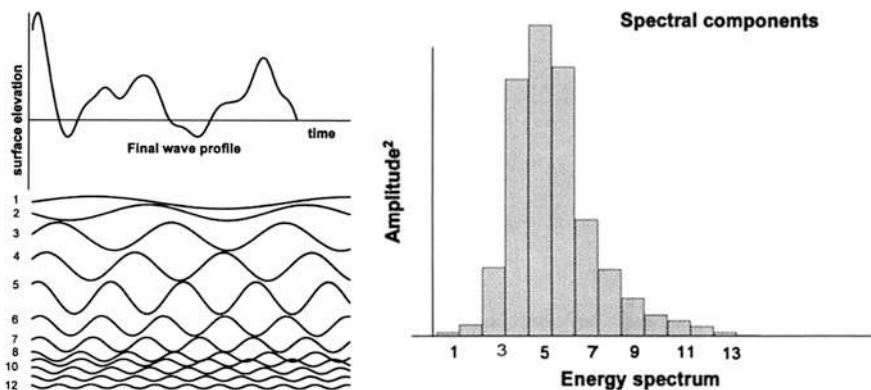 surface elevation
time
Final wave profile
1
2
3
4
5
6
7
8
10
12
Spectral components
Amplitude²
1 3 5 7 9 11 13
Energy spectrum